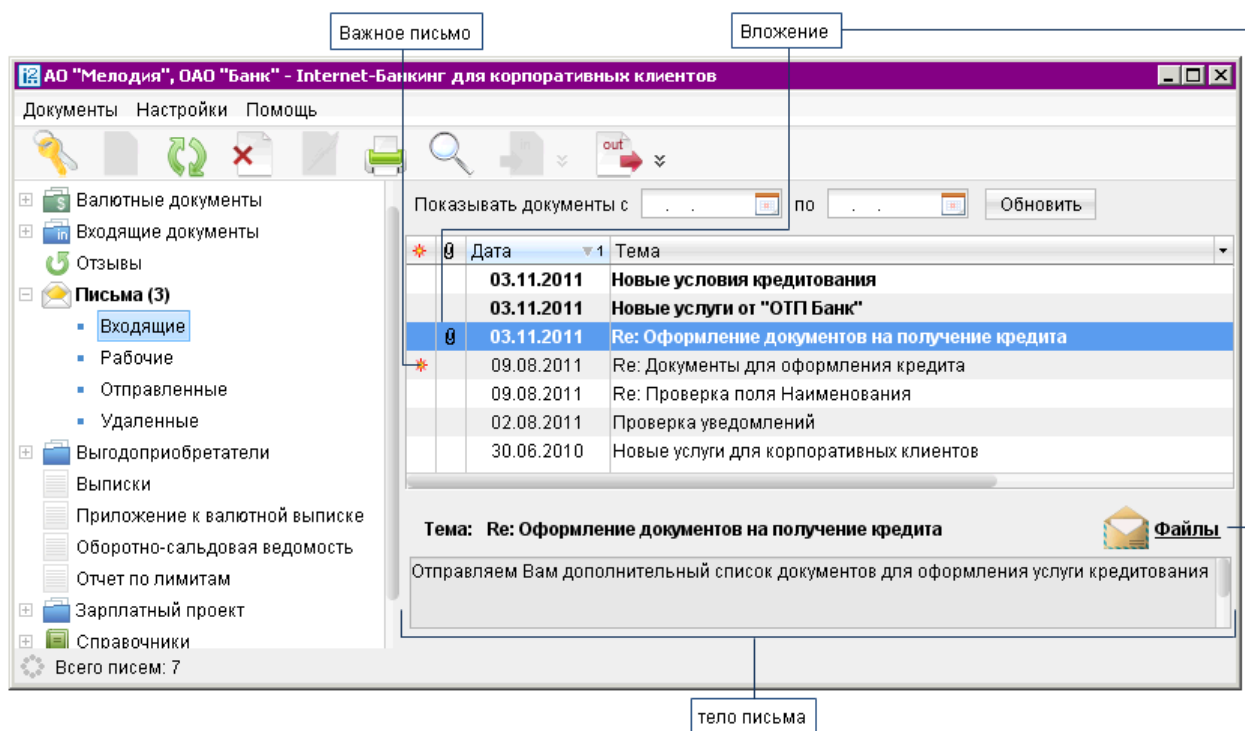 Важное письмо
Вложение
АО "Мелодия", ОАО "Банк" - Internet-Банкинг для корпоративных клиентов
Документы Настройки Помощь
in out
Показывать документы с . . по . . Обновить
Дата 1 Тема
03.11.2011 Новые условия кредитования
03.11.2011 Новые услуги от "ОТП Банк"
03.11.2011 Re: Оформление документов на получение кредита
09.08.2011 Re: Документы для оформления кредита
09.08.2011 Re: Проверка поля Наименования
02.08.2011 Проверка уведомлений
30.06.2010 Новые услуги для корпоративных клиентов
Валютные документы
in Входящие документы
Отзывы
Письма (3)
Входящие
Рабочие
Отправленные
Удаленные
Выгодоприобретатели
Выписки
Приложение к валютной выписке
Оборотно-сальдовая ведомость
Отчет по лимитам
Зарплатный проект
Справочники
Тема: Re: Оформление документов на получение кредита
Файлы
Отправляем Вам дополнительный список документов для оформления услуги кредитования
Всего писем: 7
тело письма